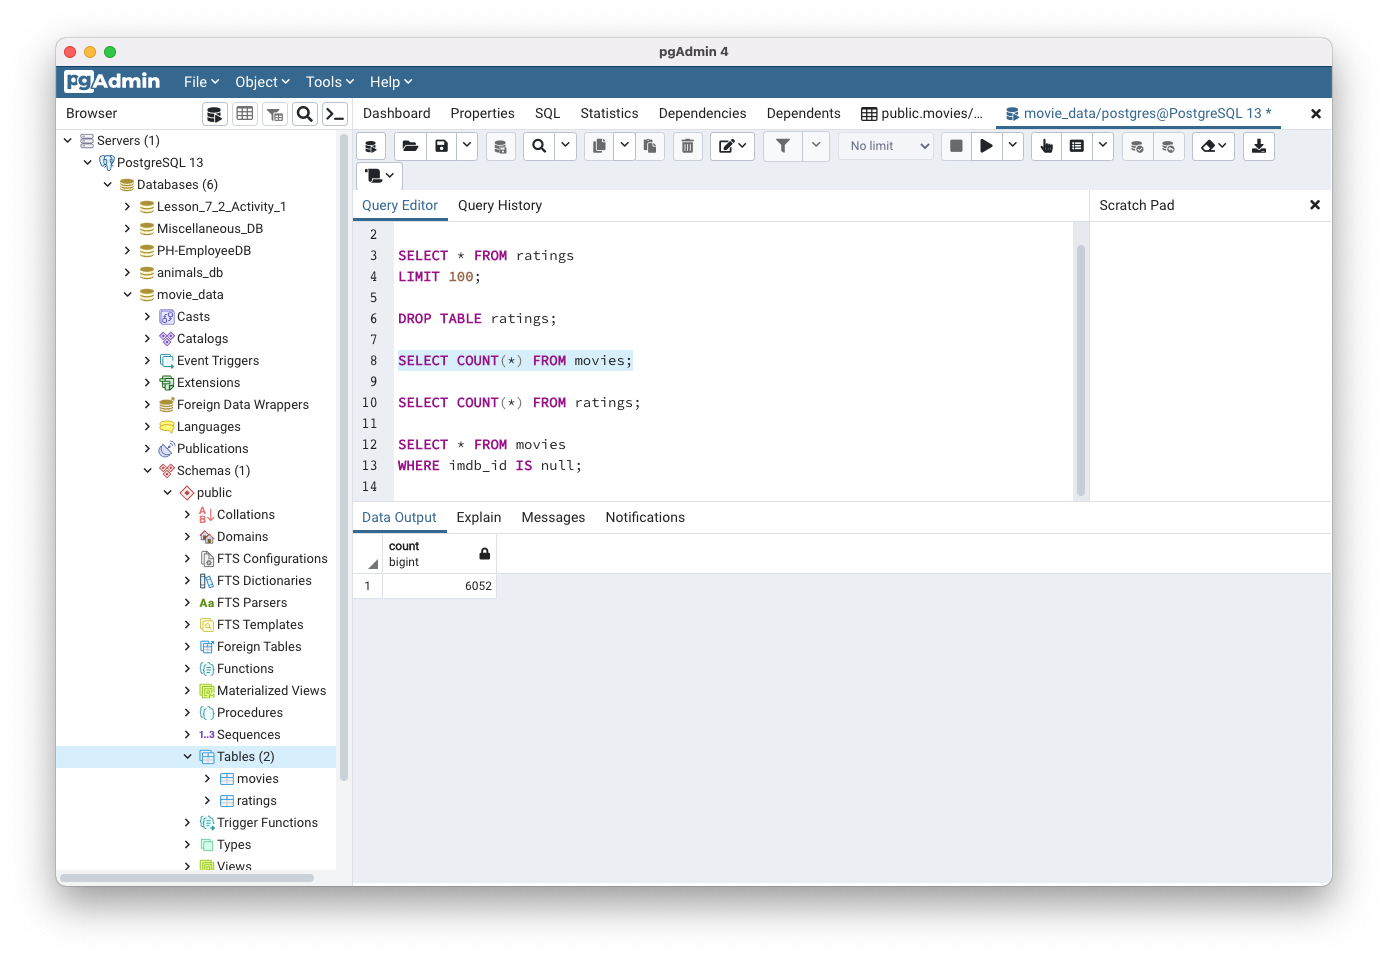 pgAdmin 4
pgAdmin File Object Tools Help
Browser
Dashboard Properties SQL Statistics Dependencies Dependents public.movies/... movie_data/postgres@PostgreSQL 13 *
No limit
Servers (1)
PostgreSQL 13
Databases (6)
Lesson_7_2_Activity_1
Miscellaneous_DB
PH-EmployeeDB
animals_db
movie_data
Casts
Catalogs
Event Triggers
Extensions
Foreign Data Wrappers
Languages
Publications
Schemas (1)
public
Collations
Domains
FTS Configurations
FTS Dictionaries
Aa FTS Parsers
FTS Templates
Foreign Tables
Functions
Materialized Views
Procedures
1..3 Sequences
Tables (2)
movies
ratings
Trigger Functions
Types
Views
Query Editor Query History
Scratch Pad
2
3 SELECT * FROM ratings
4 LIMIT 100;
5
6 DROP TABLE ratings;
7
8 SELECT COUNT(*) FROM movies;
9
10 SELECT COUNT(*) FROM ratings;
11
12 SELECT * FROM movies
13 WHERE imdb_id IS null;
14
Data Output Explain Messages Notifications
count
bigint
1 6052